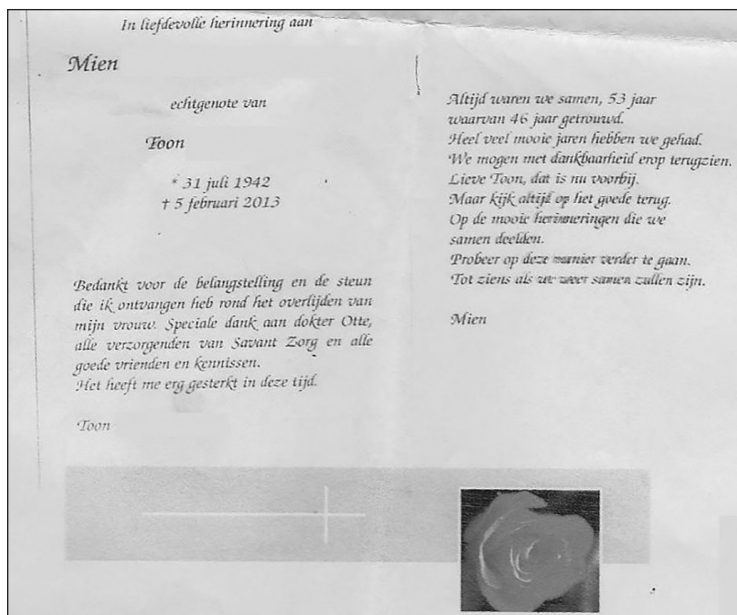 In liefdevolle herinnering aan
Mien
echtgenote van
Toon
* 31 juli 1942
† 5 februari 2013
Bedankt voor de belangstelling en de steun
die ik ontvangen heb rond het overlijden van
mijn vrouw. Speciale dank aan dokter Otte,
alle verzorgenden van Savant Zorg en alle
goede vrienden en kennissen.
Het heeft me erg gesterkt in deze tijd.
Toon
Altijd waren we samen, 53 jaar
waarvan 46 jaar getrouwd.
Heel veel mooie jaren hebben we gehad.
We mogen met dankbaarheid erop terugzien.
Lieve Toon, dat is nu voorbij.
Maar kijk altijd op het goede terug.
Op de mooie herinneringen die we
samen deelden.
Probeer op deze manier verder te gaan.
Tot ziens als we weer samen zullen zijn.
Mien